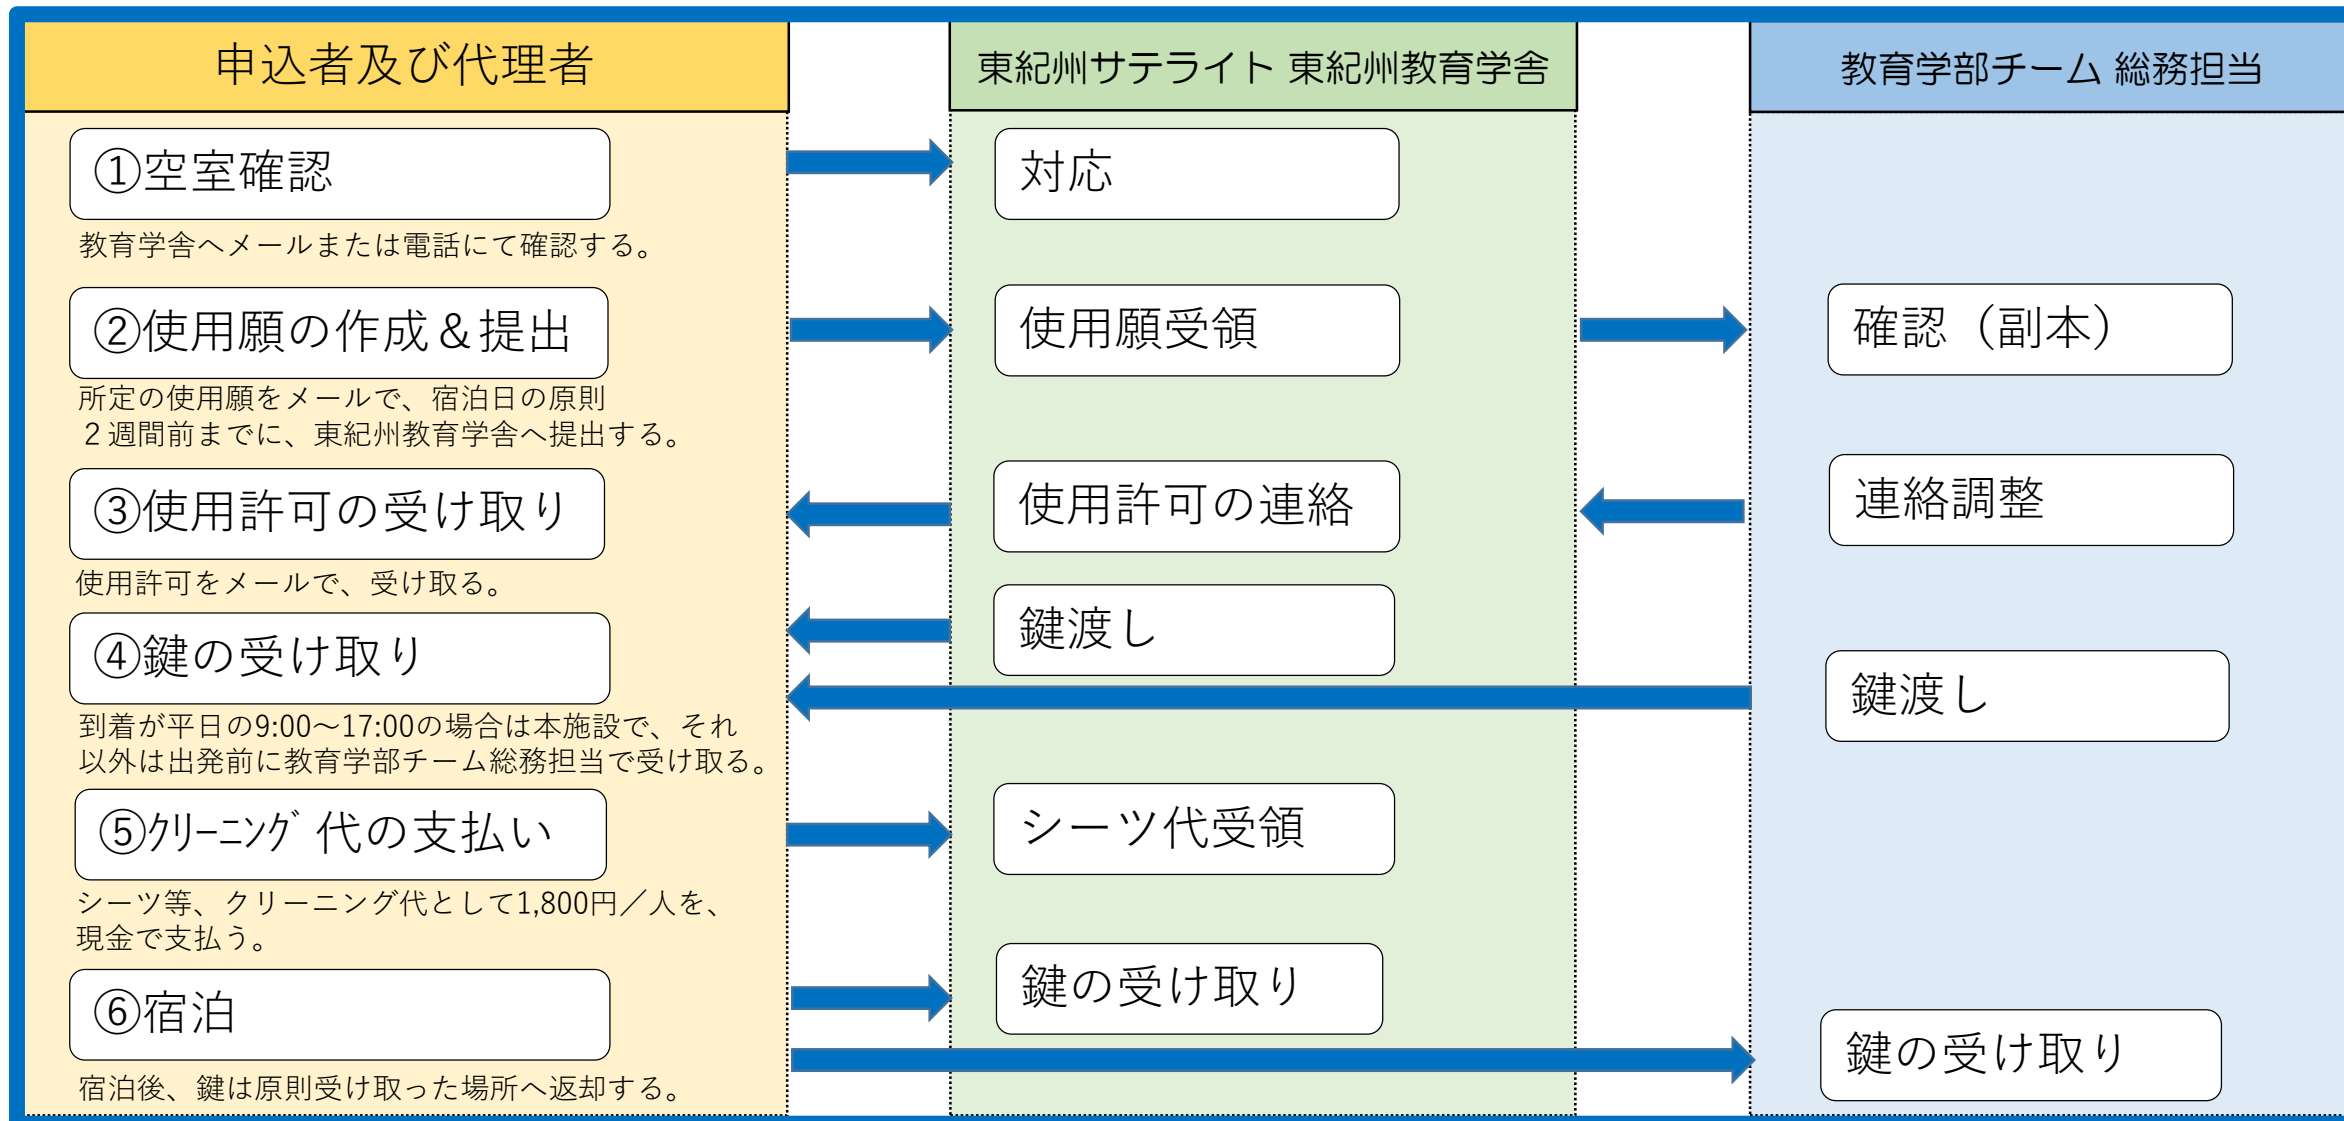 申込者及び代理者
東紀州サテライト 東紀州教育学舎
教育学部チーム 総務担当
①空室確認
対応
教育学舎へメールまたは電話にて確認する。
②使用願の作成＆提出
使用願受領
確認（副本）
所定の使用願をメールで、宿泊日の原則
２週間前までに、東紀州教育学舎へ提出する。
③使用許可の受け取り
使用許可の連絡
連絡調整
使用許可をメールで、受け取る。
④鍵の受け取り
鍵渡し
鍵渡し
到着が平日の9:00～17:00の場合は本施設で、それ
以外は出発前に教育学部チーム総務担当で受け取る。
⑤ｸﾘｰﾆﾝｸﾞ代の支払い
シーツ代受領
シーツ等、クリーニング代として1,800円／人を、
現金で支払う。
⑥宿泊
鍵の受け取り
鍵の受け取り
宿泊後、鍵は原則受け取った場所へ返却する。